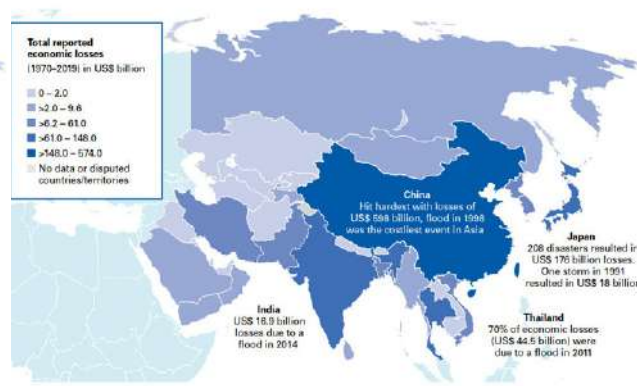 Total reported
economic losses
(1970–2019) in US$ billion
0 – 2.0
>2.0 – 9.6
>6.2 – 61.0
>61.0 – 148.0
>148.0 – 574.0
No data or disputed
countries/territories
China
Hit hardest with losses of
US$ 598 billion, flood in 1998
was the costliest event in Asia
Japan
208 disasters resulted in
US$ 176 billion losses.
One storm in 1991
resulted in US$ 18 billion
India
US$ 16.9 billion
losses due to a
flood in 2014
Thailand
70% of economic losses
(US$ 44.5 billion) were
due to a flood in 2011